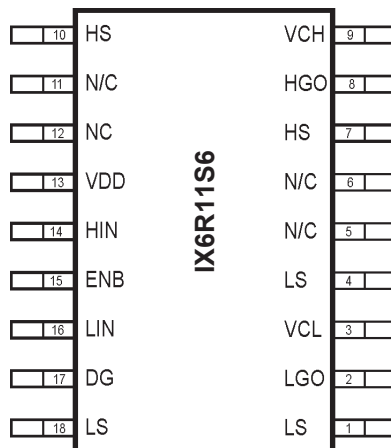 10 HS VCH 9
11 N/C HGO 8
12 NC HS 7
13 VDD N/C 6
14 HIN N/C 5
15 ENB LS 4
16 LIN VCL 3
17 DG LGO 2
18 LS LS 1
IX6R11S6